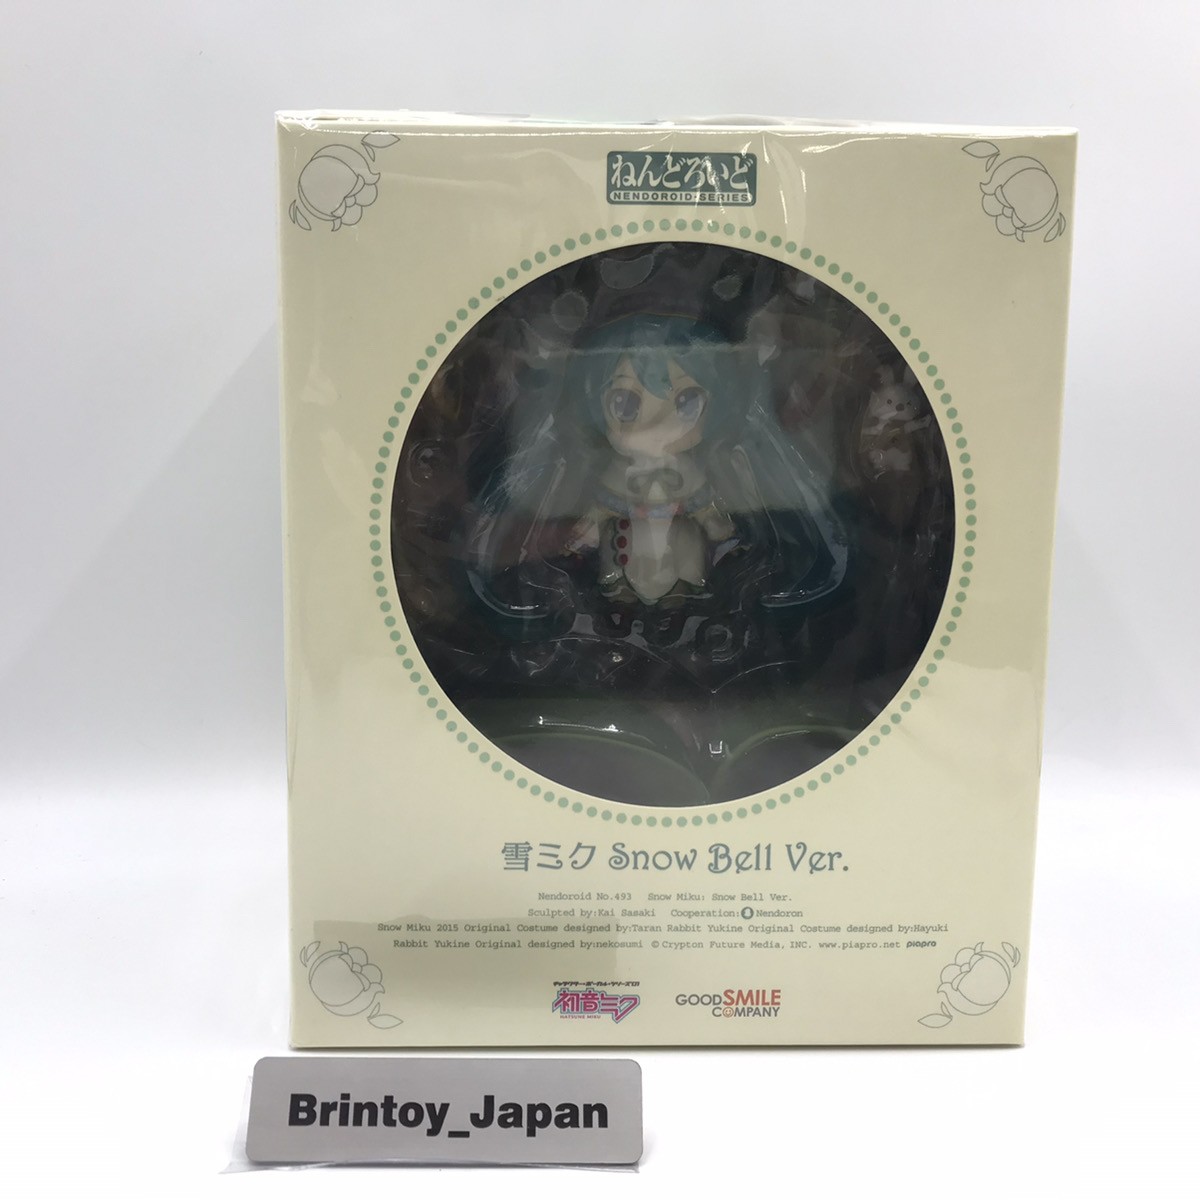 ねんどろいど
NENDOROID·SERIES
雪ミク Snow Bell Ver.
Nendoroid No.493 Snow Miku: Snow Bell Ver.
Sculpted by:Kai Sasaki Cooperation: Nendoron
Snow Miku 2015 Original Costume designed by:Taran Rabbit Yukine Original Costume designed by:Hayuki
Rabbit Yukine Original designed by:nekosumi ©Crypton Future Media, INC. www.piapro.net piapro
初音ミク
HATSUNE MIKU
GOOD SMILE
COMPANY
Brintoy_Japan